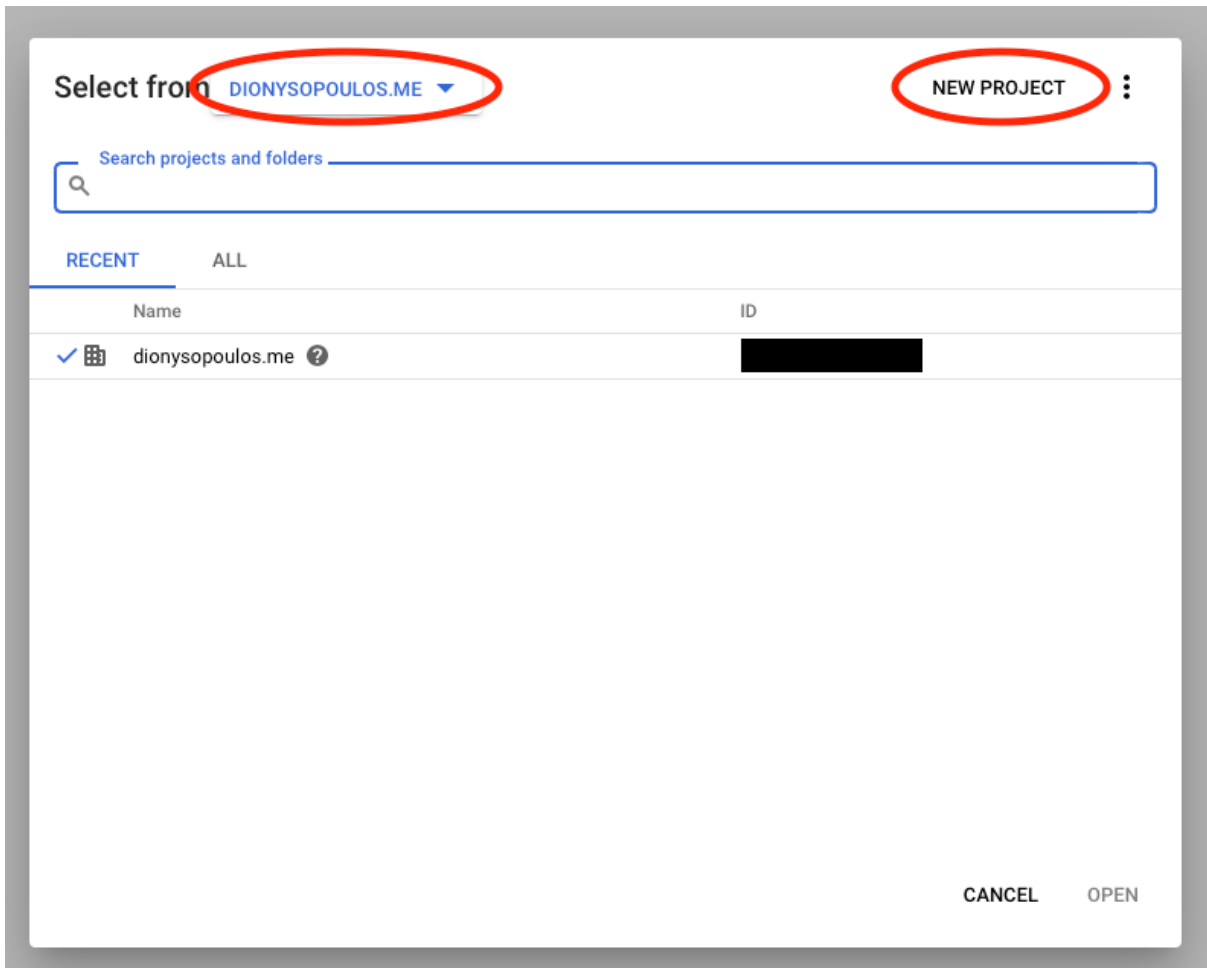 Select from DIONYSOPOULOS.ME NEW PROJECT
Search projects and folders
RECENT ALL
Name ID
dionysopoulos.me ?
CANCEL OPEN